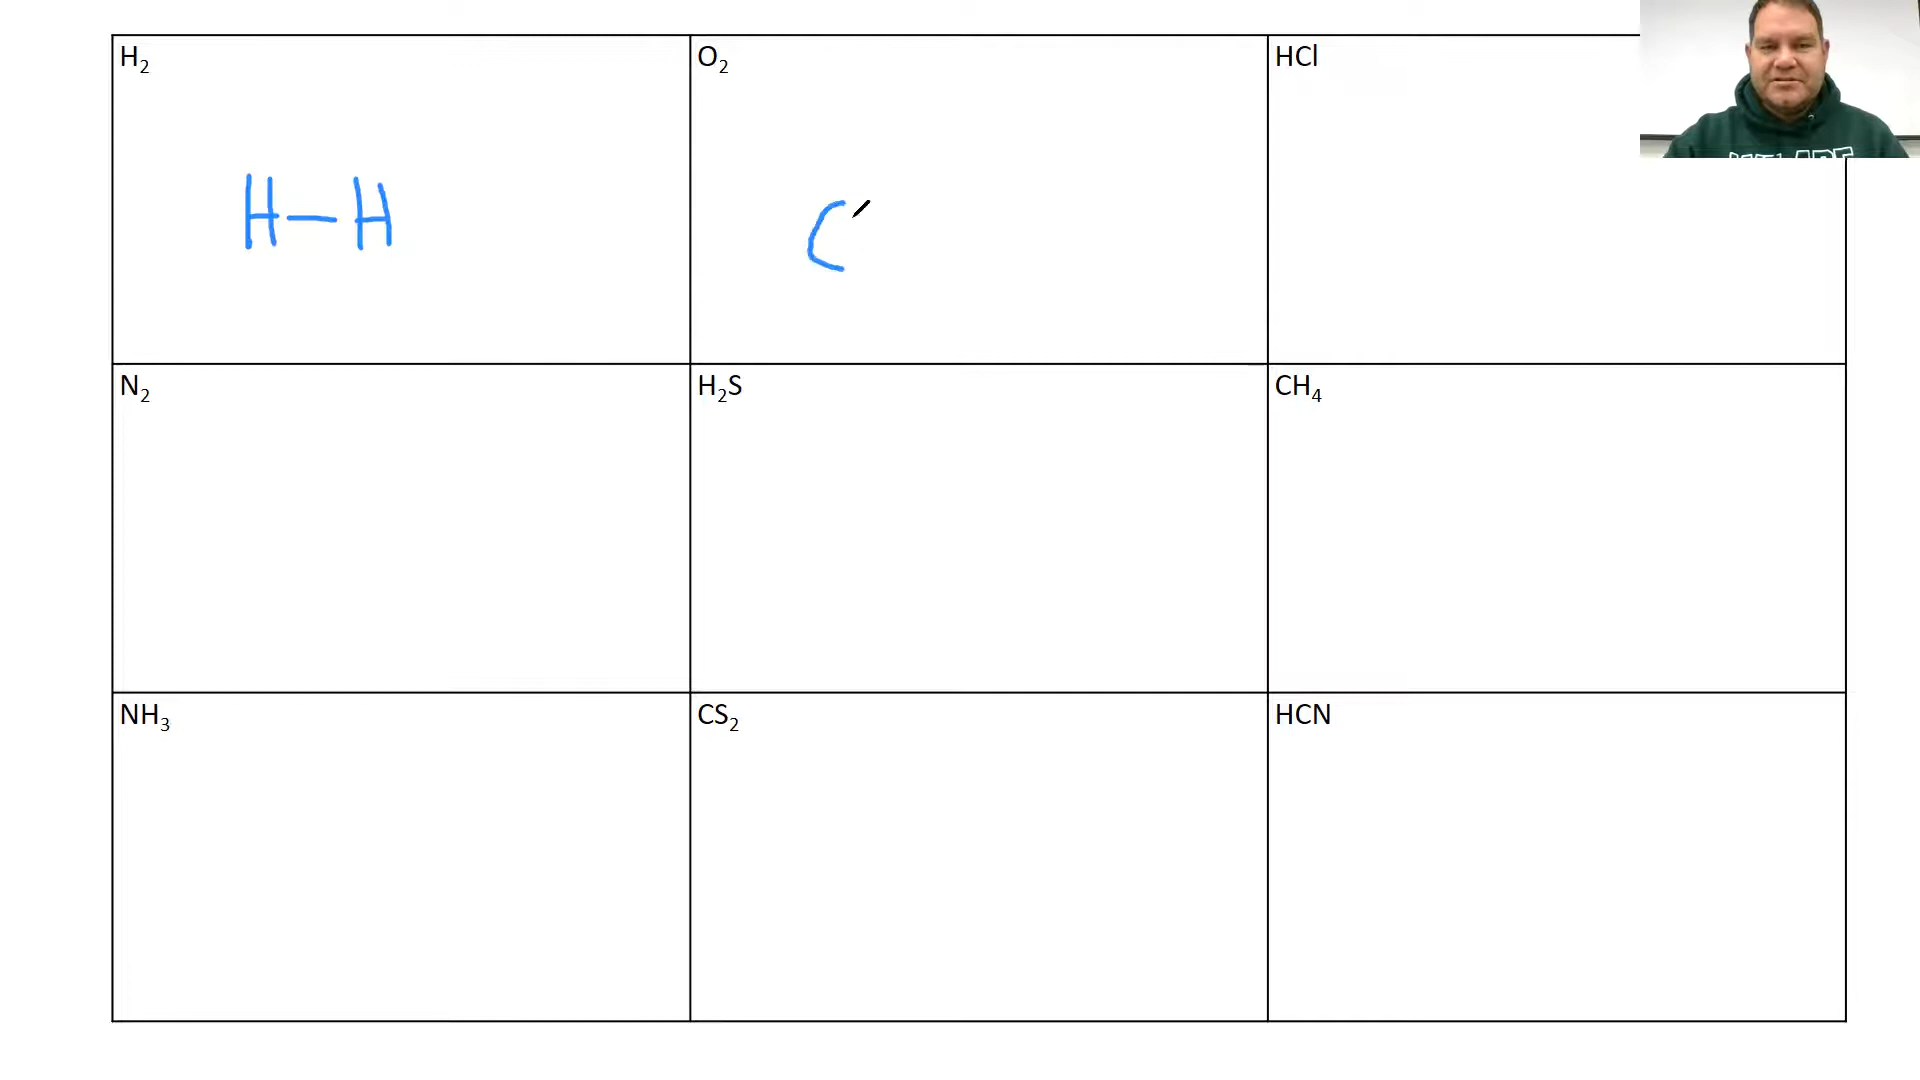 H₂
O₂
HCl
H—H
N₂
H₂S
CH₄
NH₃
CS₂
HCN